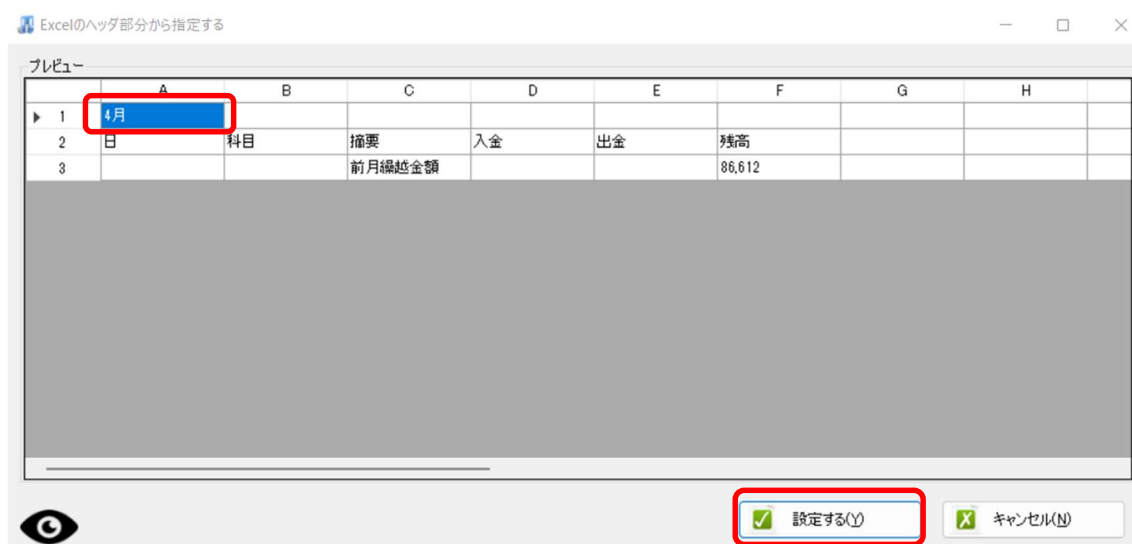 Excelのヘッダ部分から指定する
プレビュー
A B C D E F G H
1 4月
2 日 科目 摘要 入金 出金 残高
3 前月繰越金額 86,612
設定する(Y) キャンセル(N)